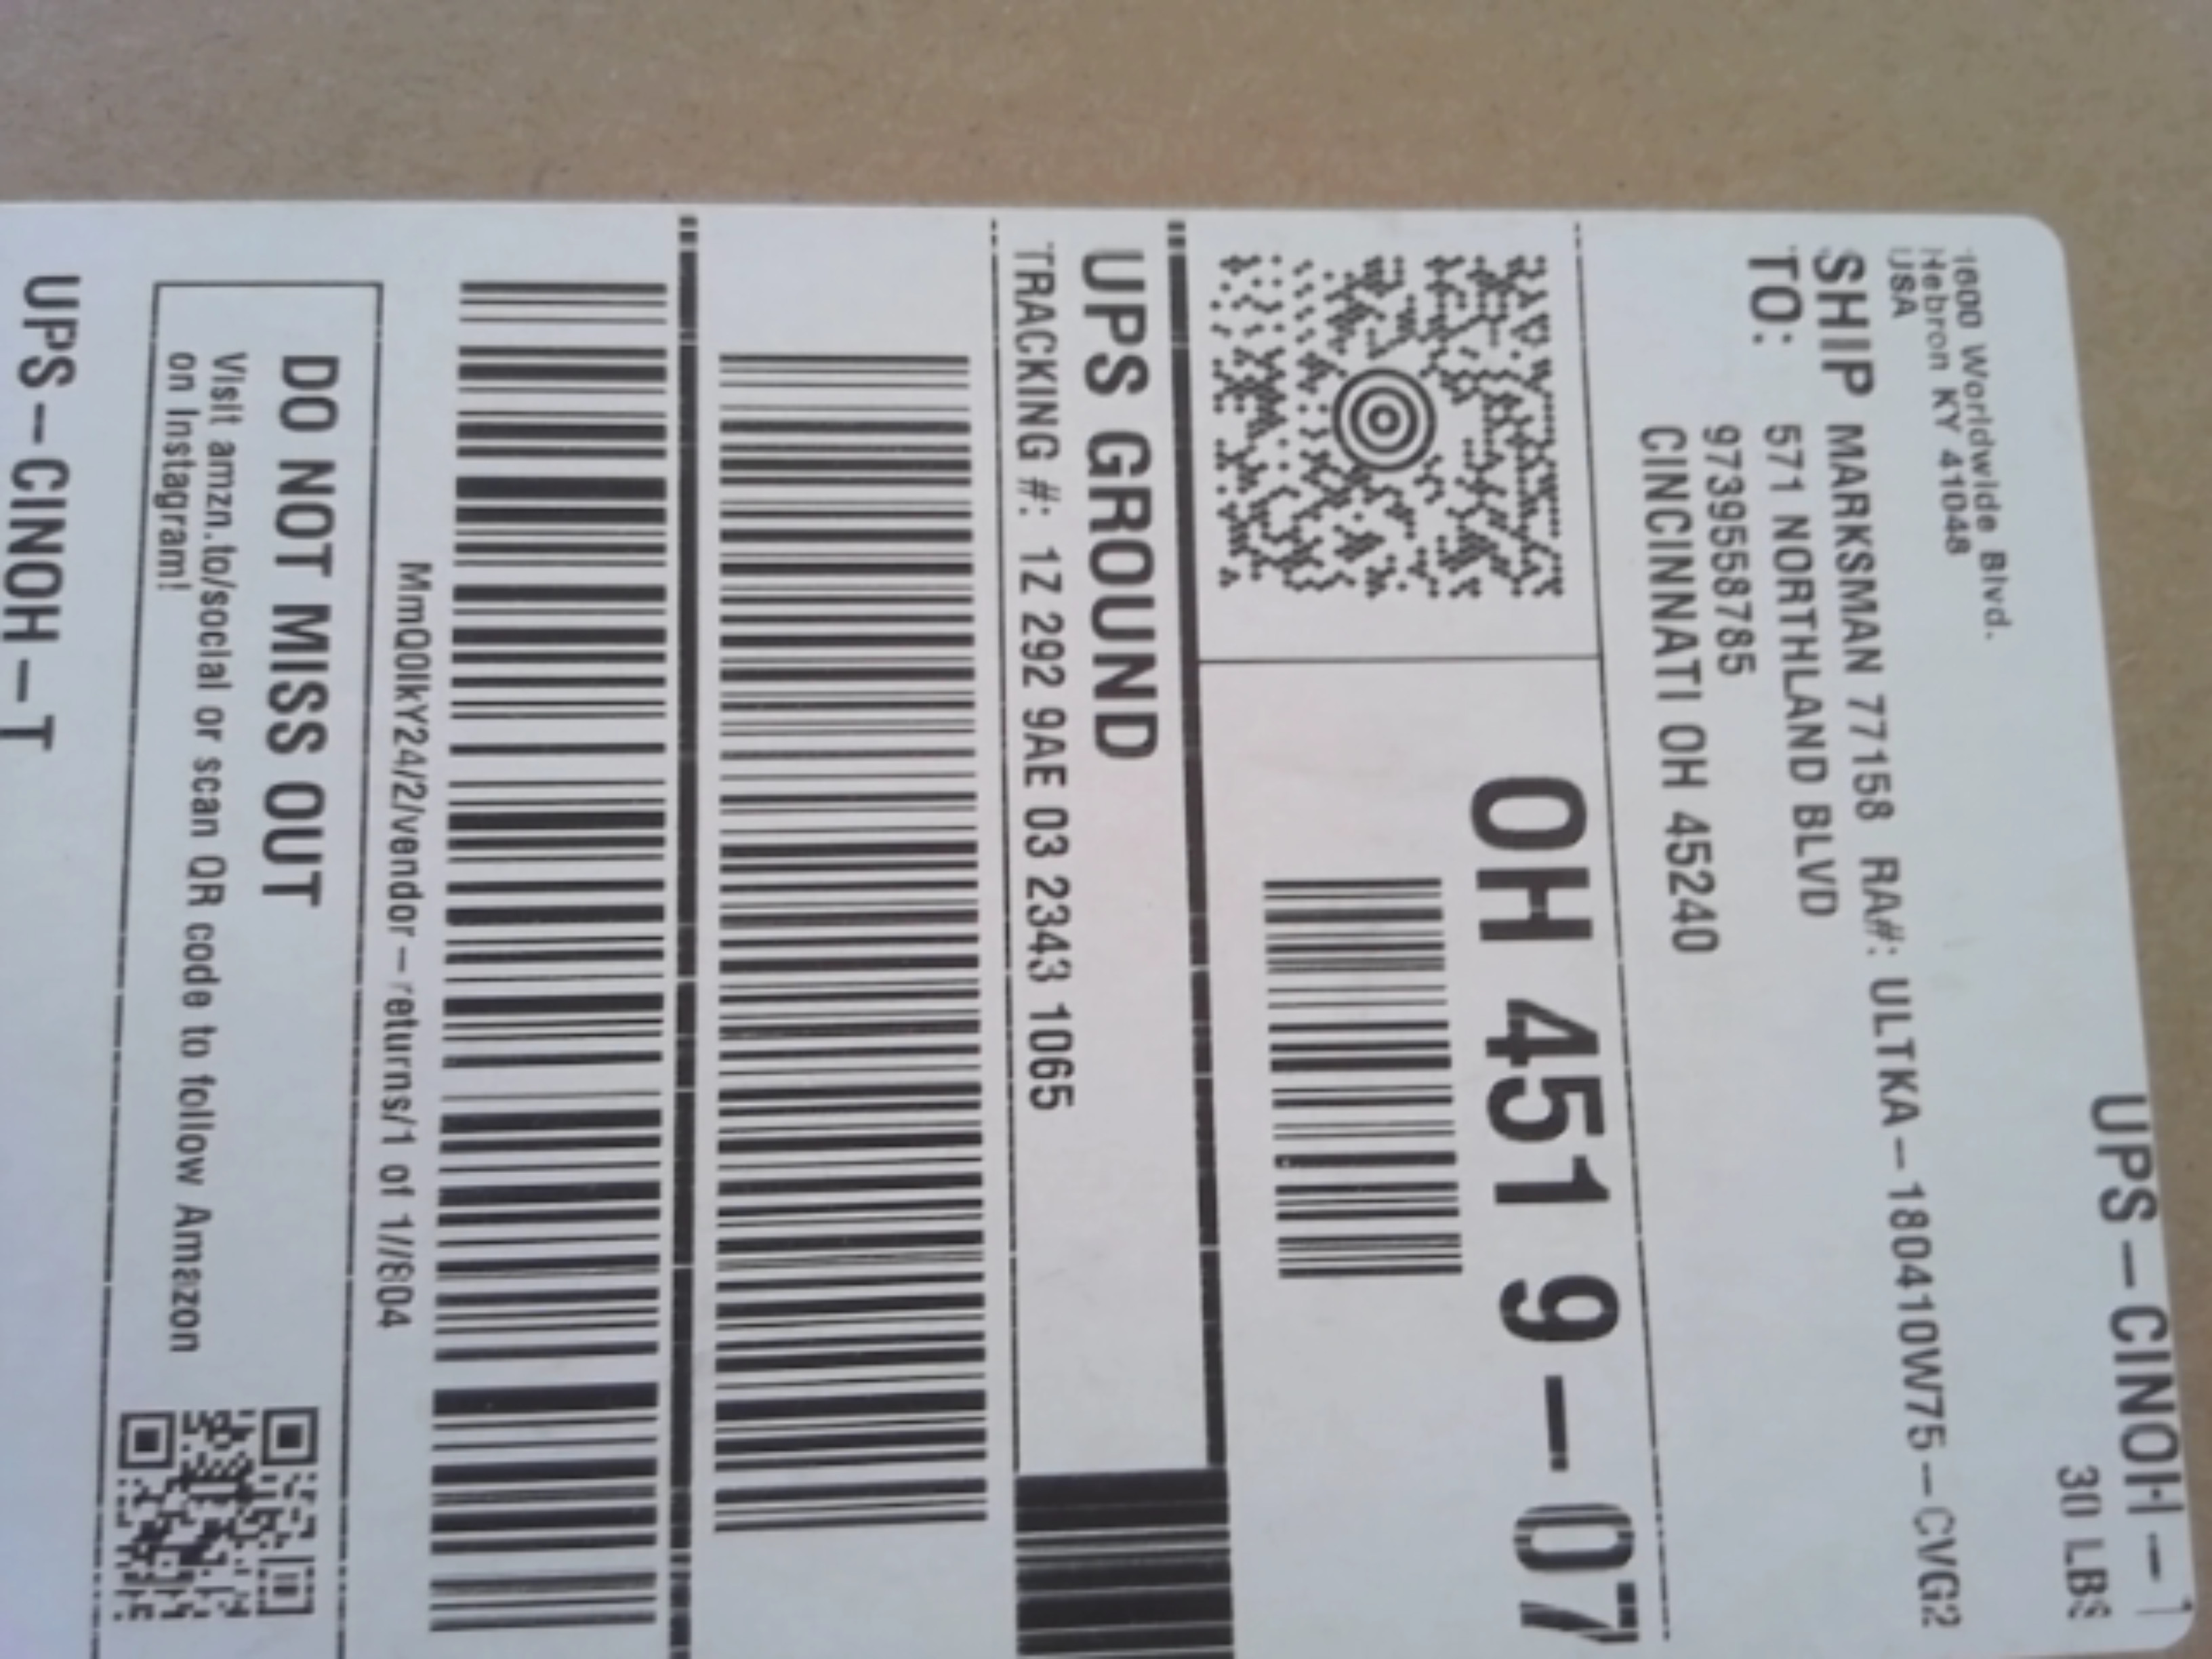 UPS-CINOH-T
30 LBS
1600 Worldwide Blvd.
Hebron KY 41048
USA
SHIP TO:
MARKSMAN 77158 RA#: ULTKA-180410W75-CVG2
571 NORTHLAND BLVD
9739558785
CINCINNATI OH 45240
OH 451 9-07
UPS GROUND
TRACKING #: 1Z 292 9AE 03 2343 1065
MmQ0lkY24/2/vendor-returns/1 of 1//804
DO NOT MISS OUT
Visit amzn.to/social or scan QR code to follow Amazon
on Instagram!
UPS-CINOH-T